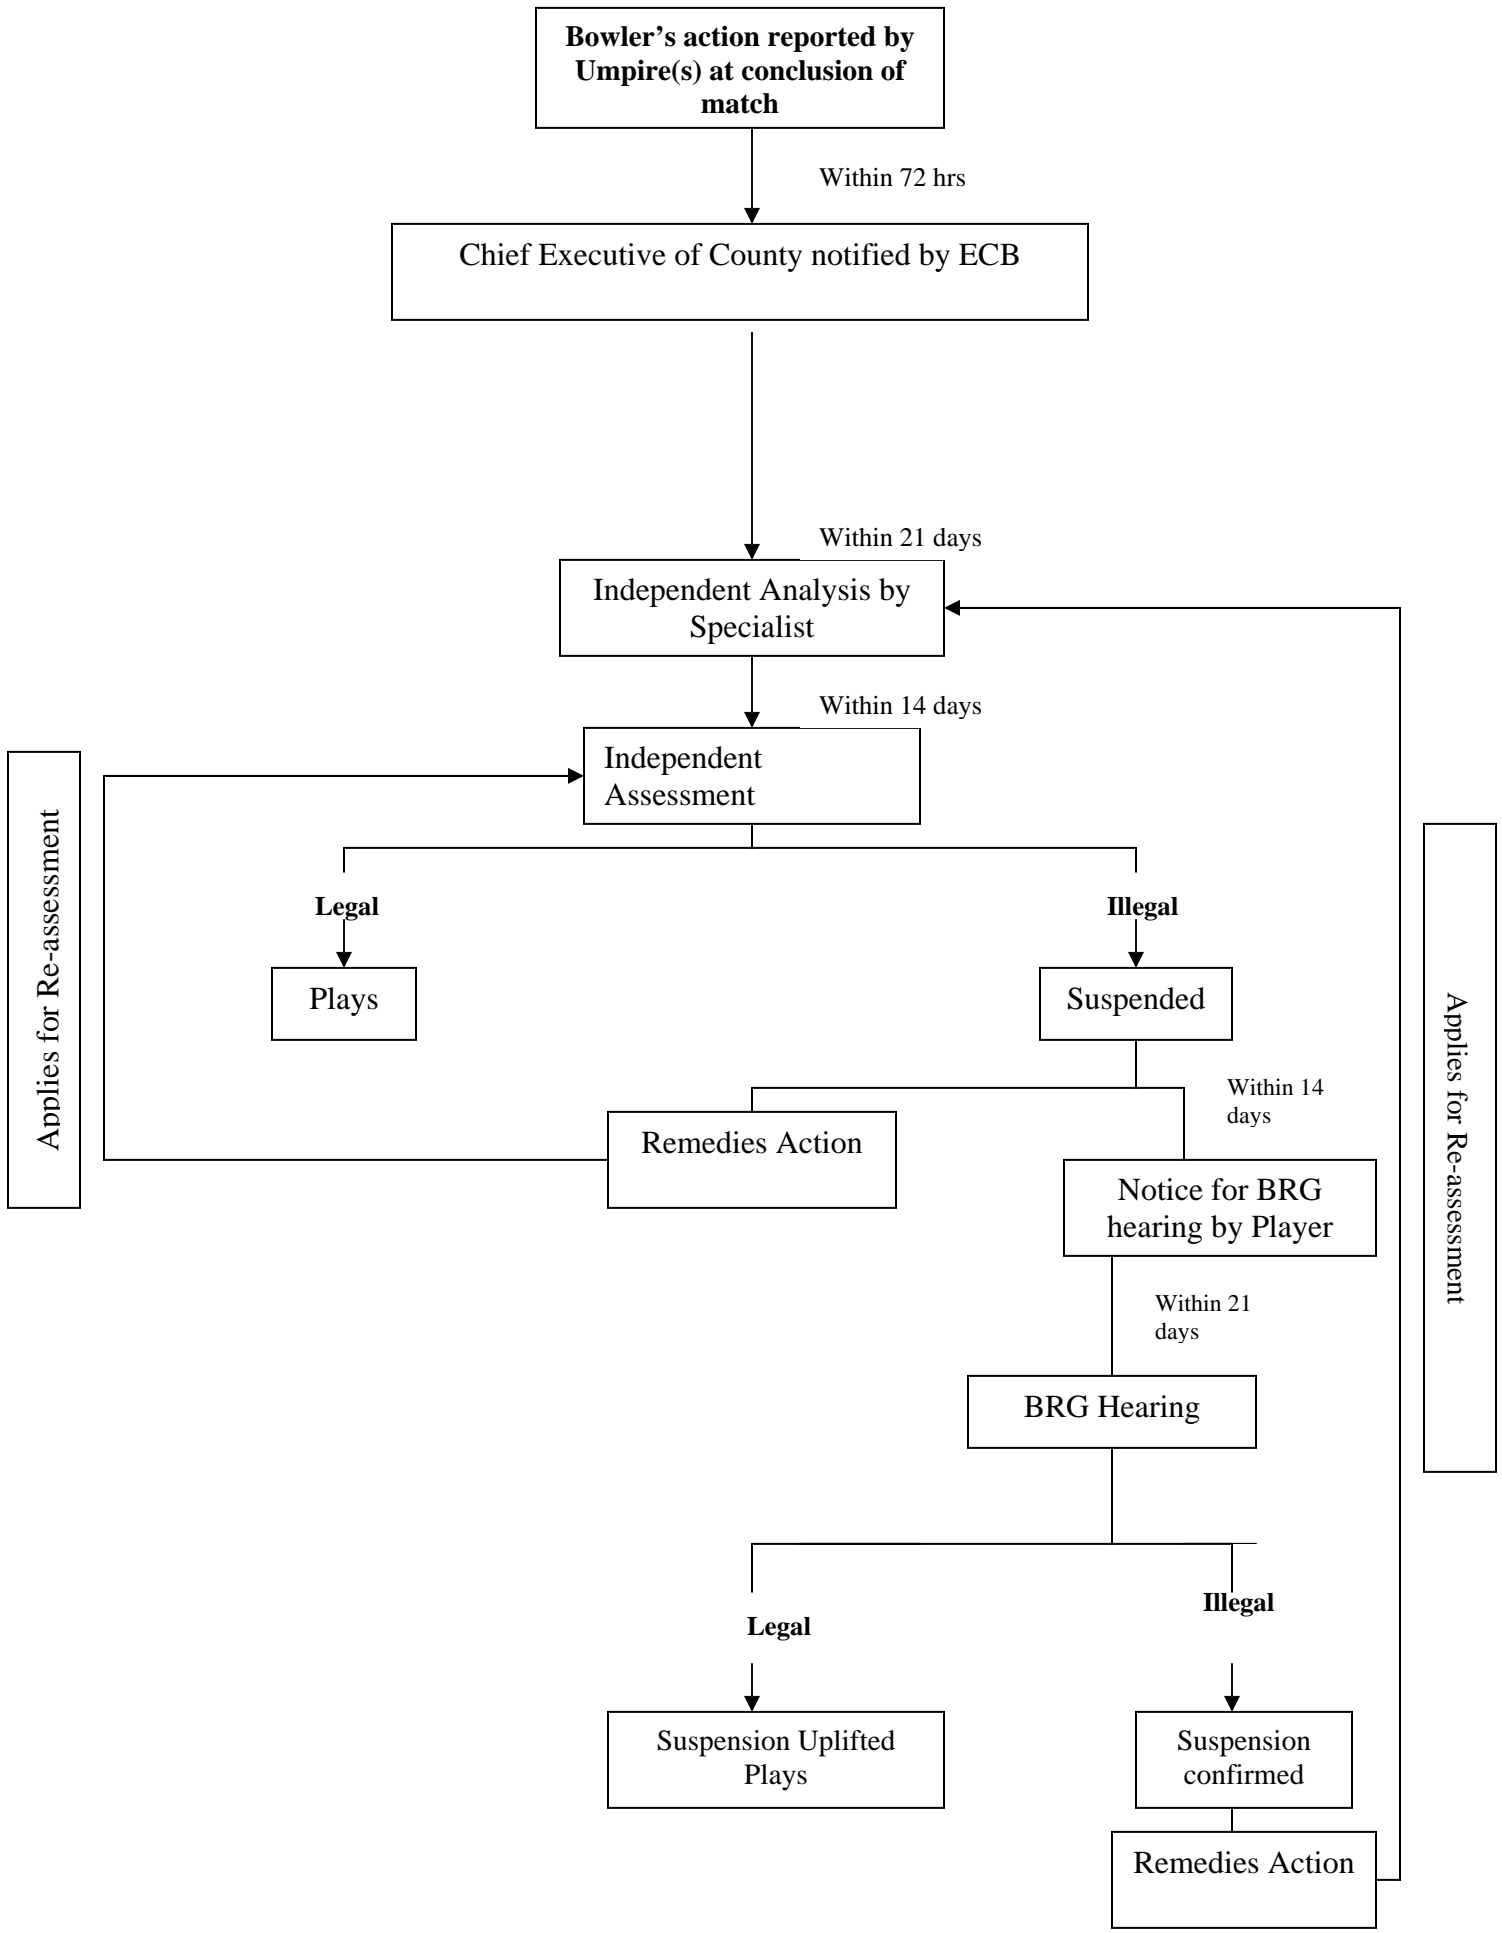 Bowler’s action reported by
Umpire(s) at conclusion of
match
Within 72 hrs
Chief Executive of County notified by ECB
Within 21 days
Independent Analysis by
Specialist
Within 14 days
Independent
Assessment
Applies for Re-assessment
Legal
Illegal
Plays
Suspended
Applies for Re-assessment
Within 14
days
Remedies Action
Notice for BRG
hearing by Player
Within 21
days
BRG Hearing
Illegal
Legal
Suspension Uplifted
Plays
Suspension
confirmed
Remedies Action